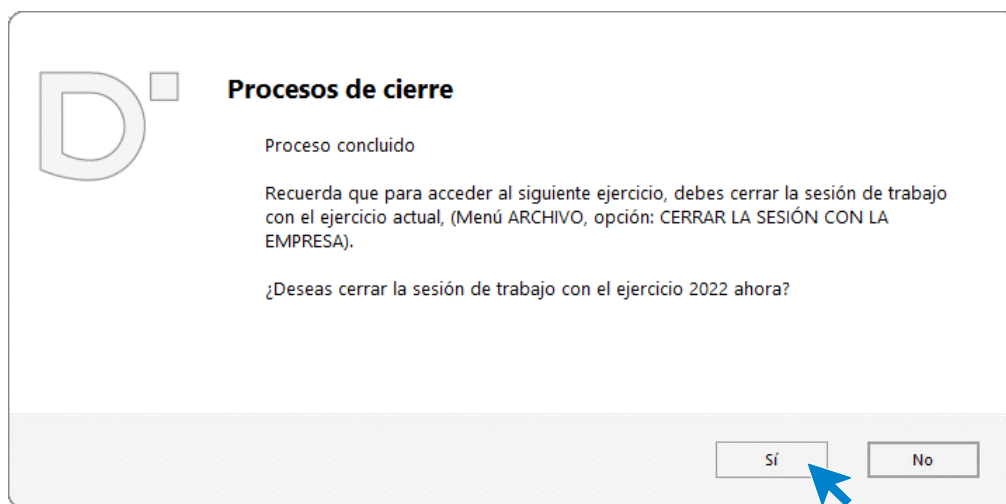 Procesos de cierre
Proceso concluido
Recuerda que para acceder al siguiente ejercicio, debes cerrar la sesión de trabajo
con el ejercicio actual, (Menú ARCHIVO, opción: CERRAR LA SESIÓN CON LA
EMPRESA).
¿Deseas cerrar la sesión de trabajo con el ejercicio 2022 ahora?
Sí No